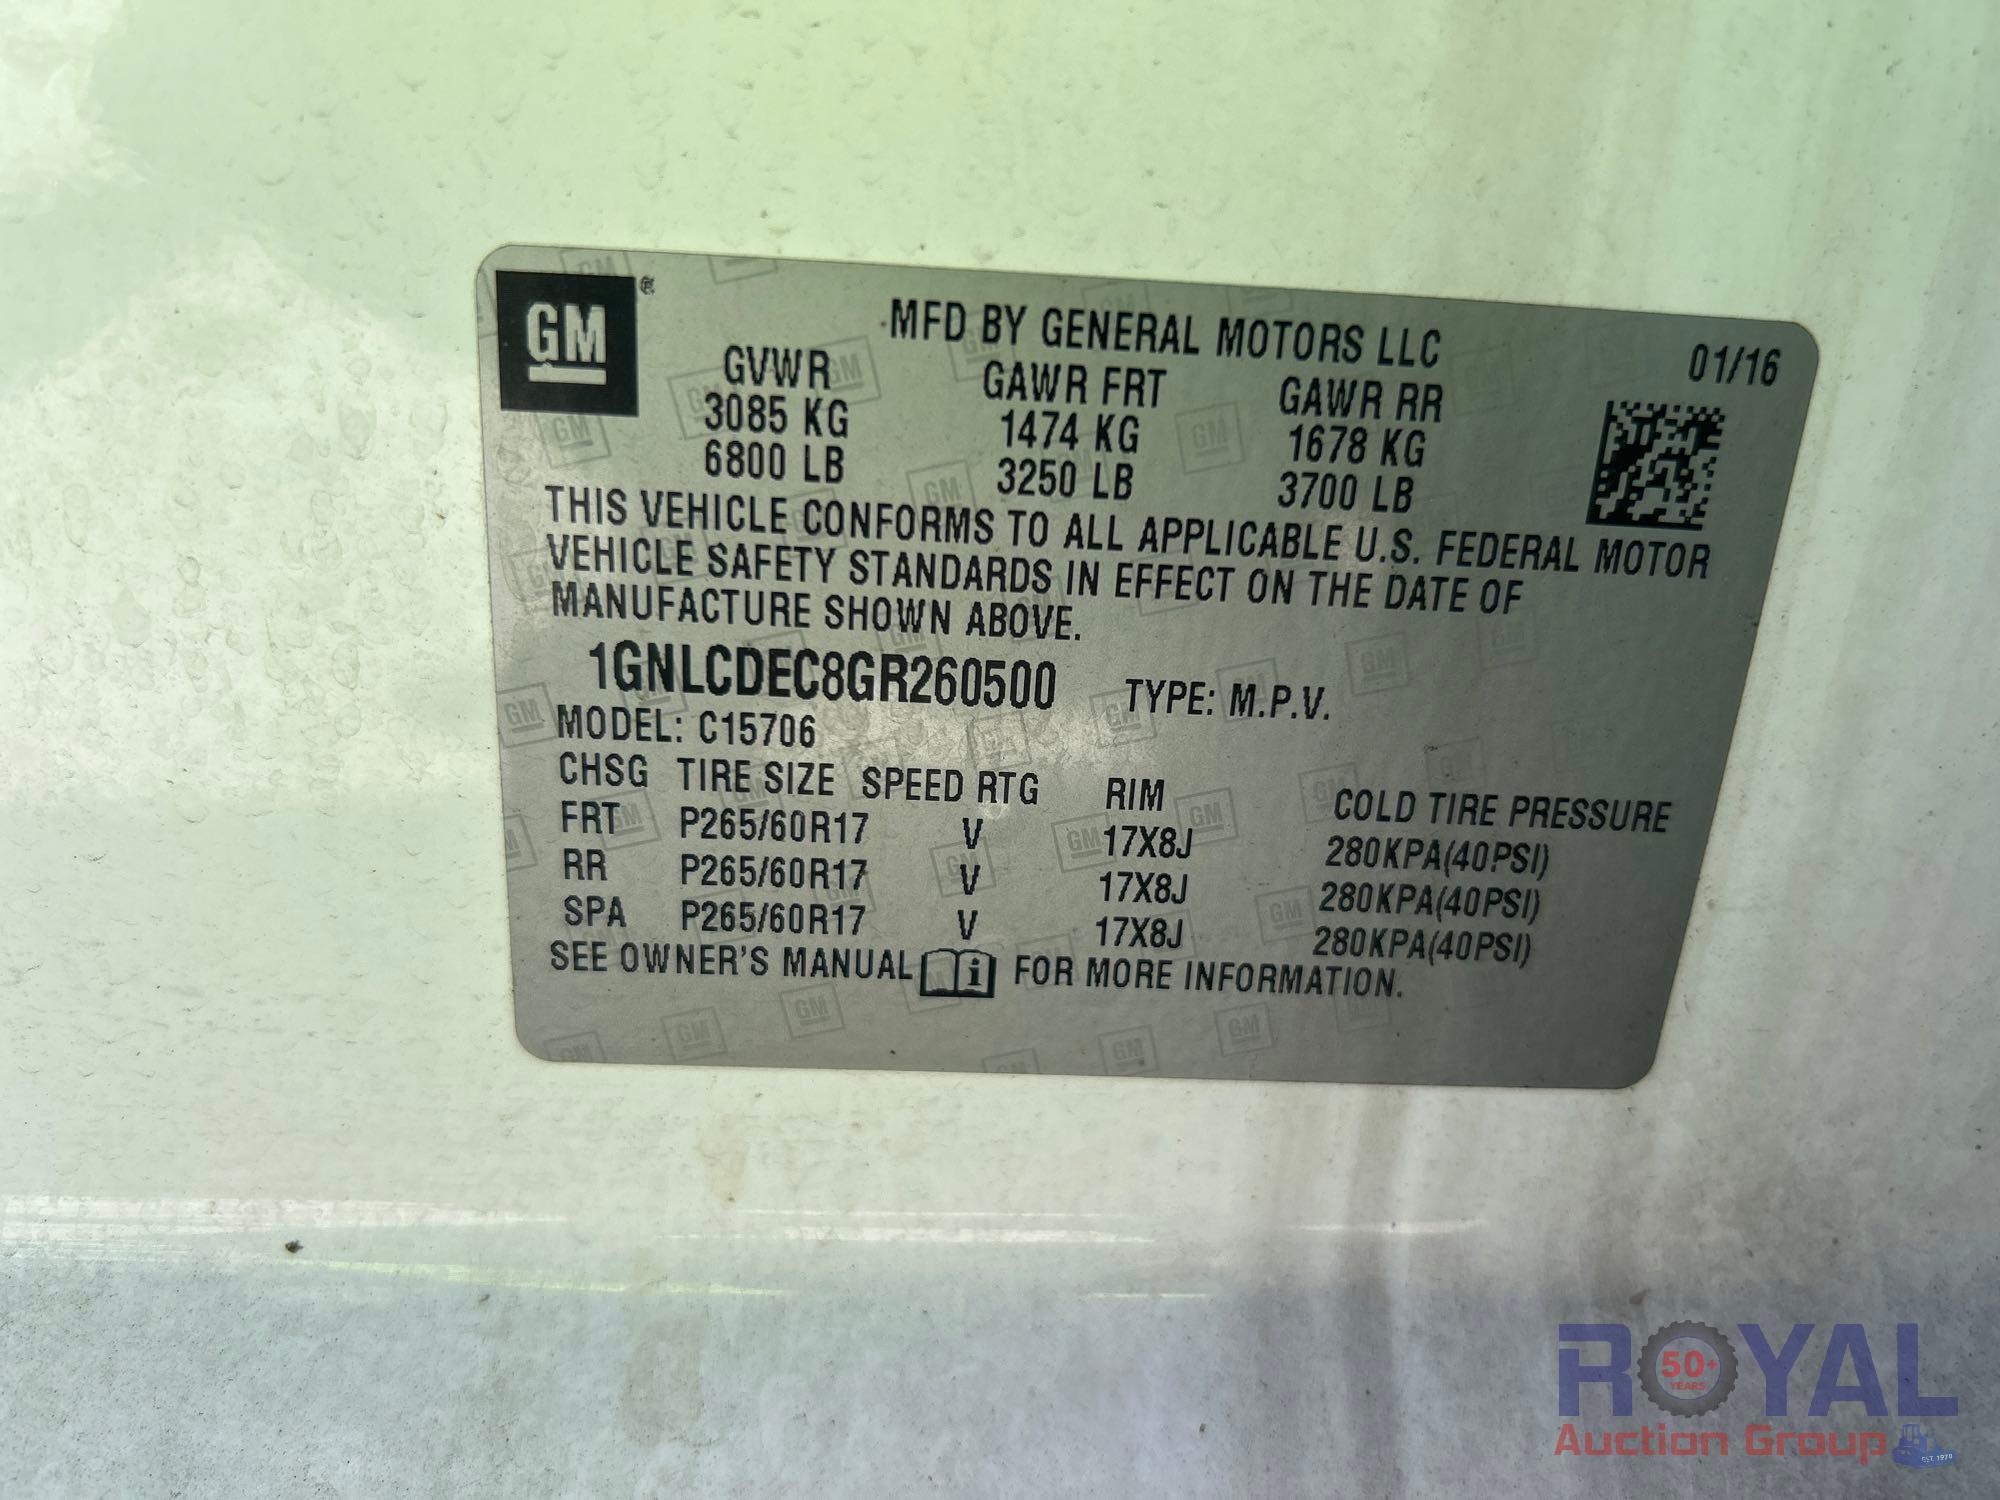 GM®
MFD BY GENERAL MOTORS LLC
01/16
GVWR GAWR FRT GAWR RR
3085 KG 1474 KG 1678 KG
6800 LB 3250 LB 3700 LB
THIS VEHICLE CONFORMS TO ALL APPLICABLE U.S. FEDERAL MOTOR
VEHICLE SAFETY STANDARDS IN EFFECT ON THE DATE OF
MANUFACTURE SHOWN ABOVE.
1GNLCDEC8GR260500 TYPE: M.P.V.
MODEL: C15706
CHSG TIRE SIZE SPEED RTG RIM COLD TIRE PRESSURE
FRT P265/60R17 V 17X8J 280KPA(40PSI)
RR P265/60R17 V 17X8J 280KPA(40PSI)
SPA P265/60R17 V 17X8J 280KPA(40PSI)
SEE OWNER'S MANUAL i FOR MORE INFORMATION.
ROYAL
50+
YEARS
Auction Group
EST. 1970